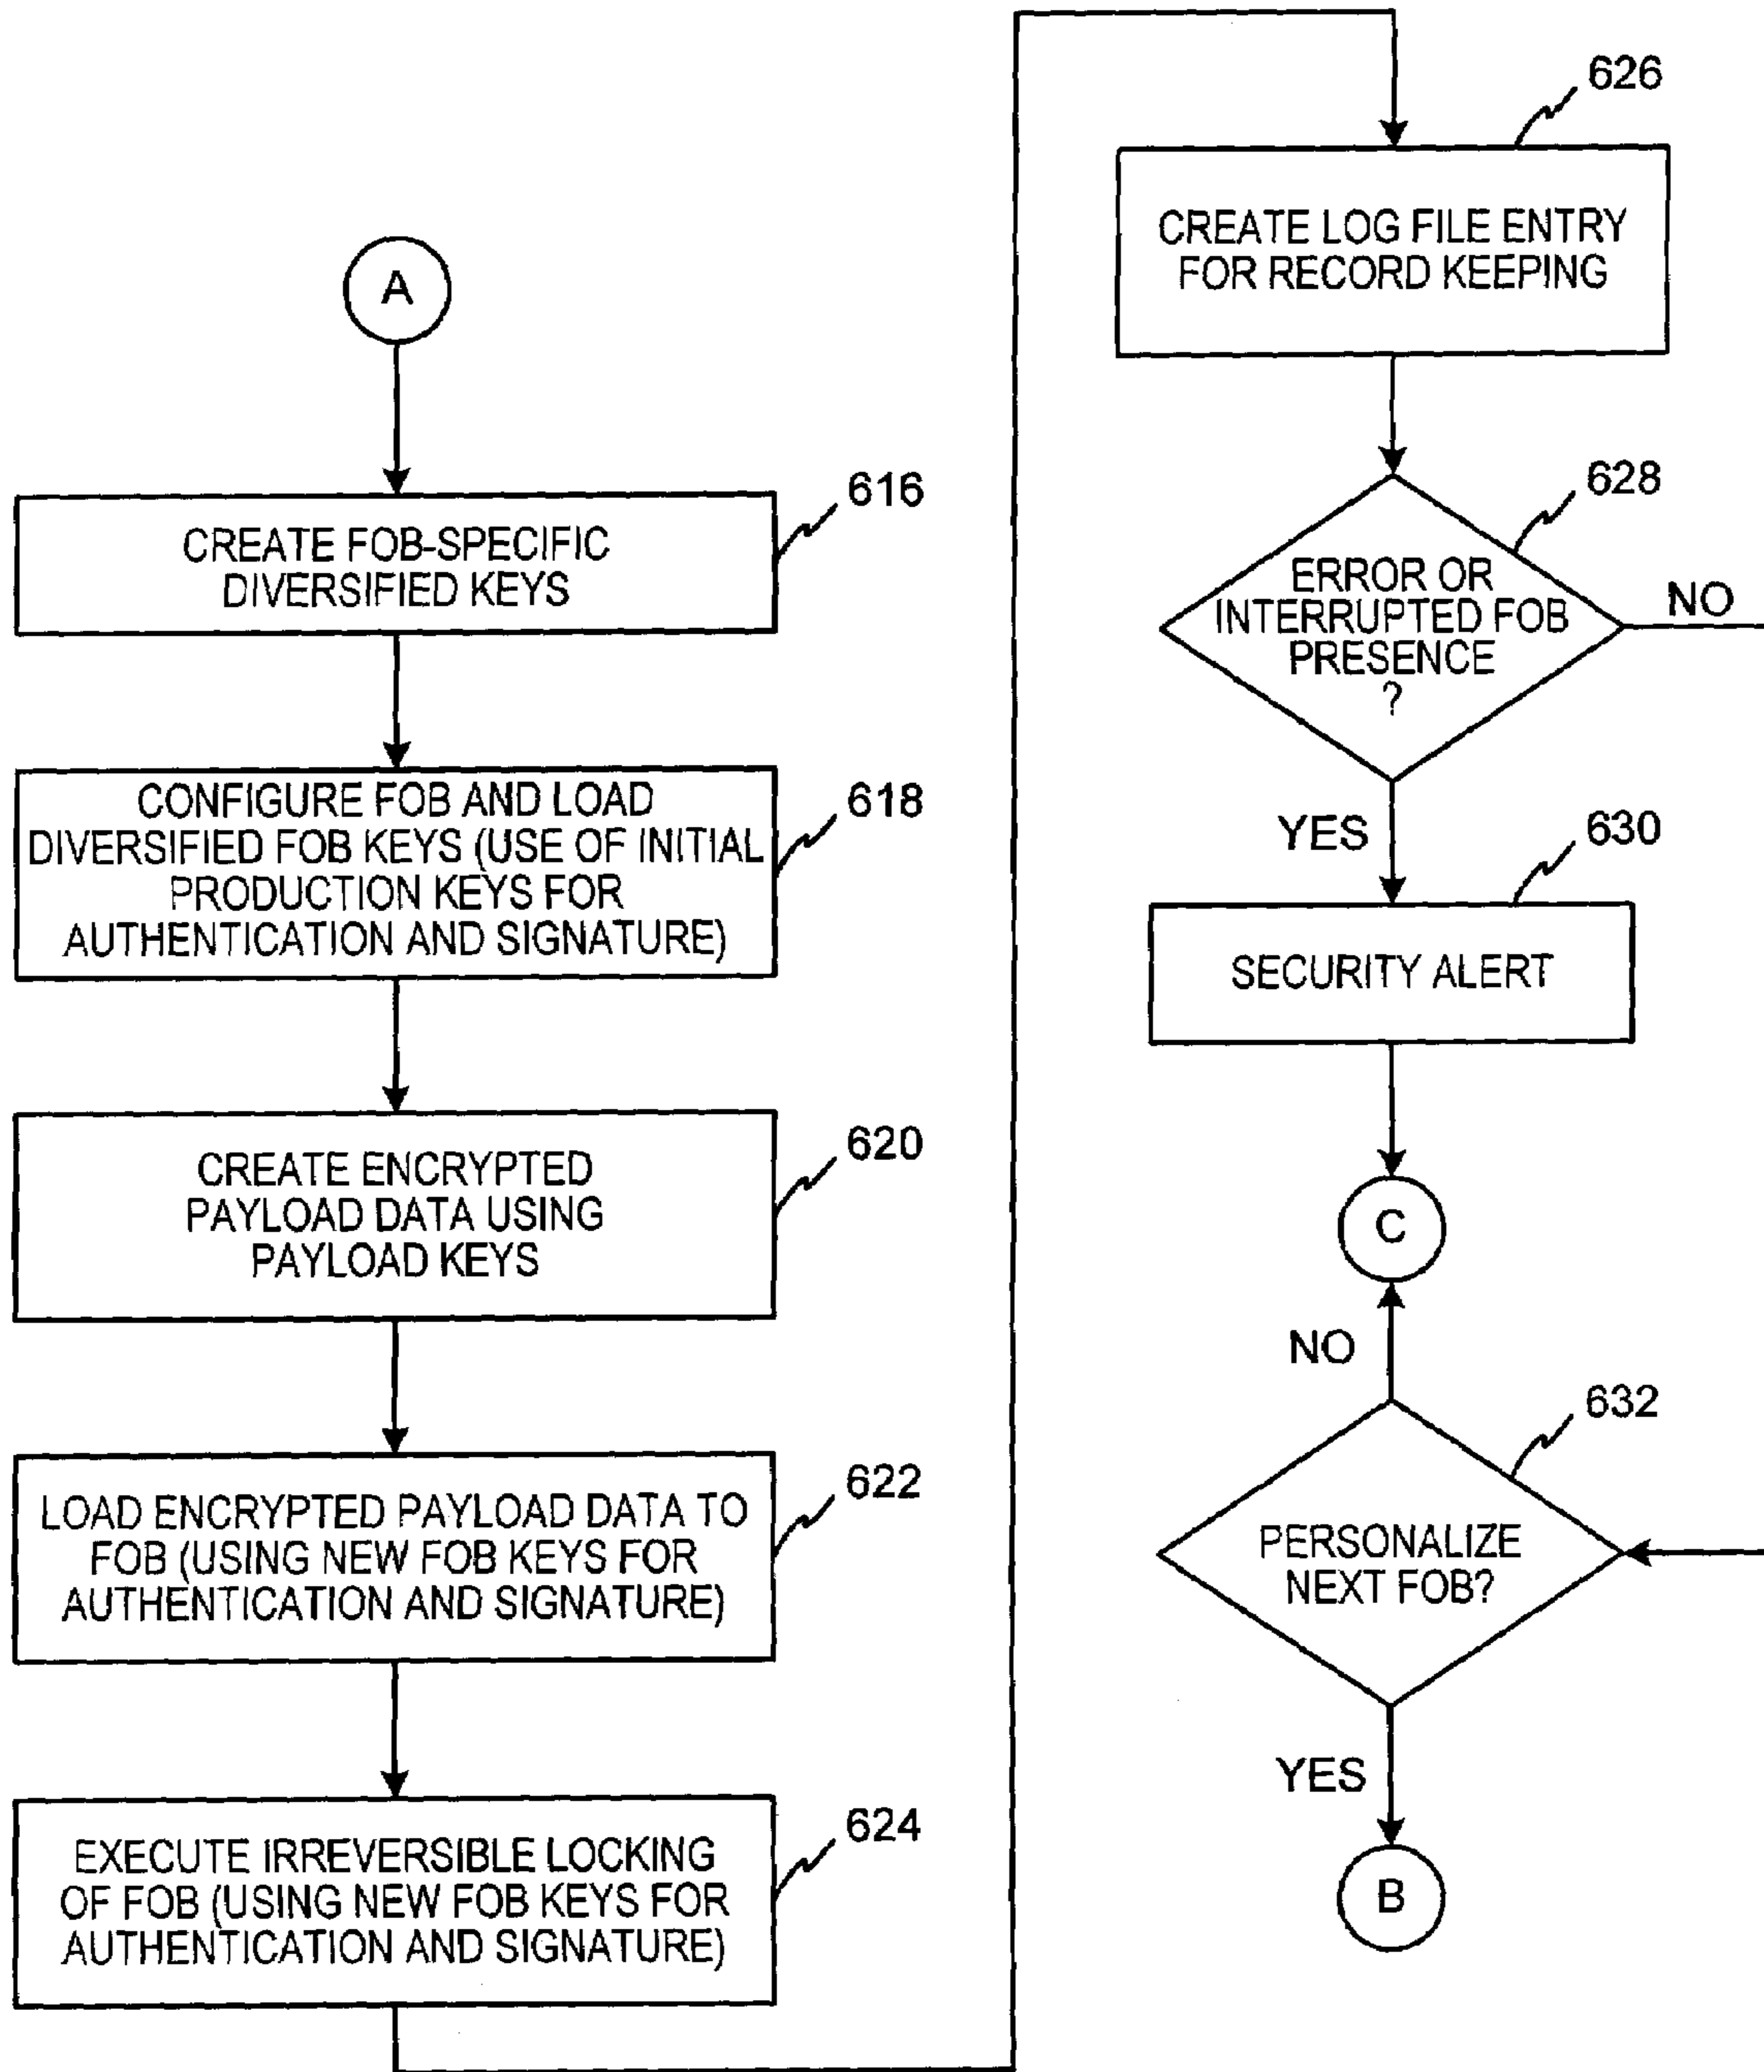 A
616
CREATE FOB-SPECIFIC
DIVERSIFIED KEYS
618
CONFIGURE FOB AND LOAD
DIVERSIFIED FOB KEYS (USE OF INITIAL
PRODUCTION KEYS FOR
AUTHENTICATION AND SIGNATURE)
620
CREATE ENCRYPTED
PAYLOAD DATA USING
PAYLOAD KEYS
622
LOAD ENCRYPTED PAYLOAD DATA TO
FOB (USING NEW FOB KEYS FOR
AUTHENTICATION AND SIGNATURE)
624
EXECUTE IRREVERSIBLE LOCKING
OF FOB (USING NEW FOB KEYS FOR
AUTHENTICATION AND SIGNATURE)
626
CREATE LOG FILE ENTRY
FOR RECORD KEEPING
628
ERROR OR
INTERRUPTED FOB
PRESENCE
?
NO
YES
630
SECURITY ALERT
C
NO
632
PERSONALIZE
NEXT FOB?
YES
B